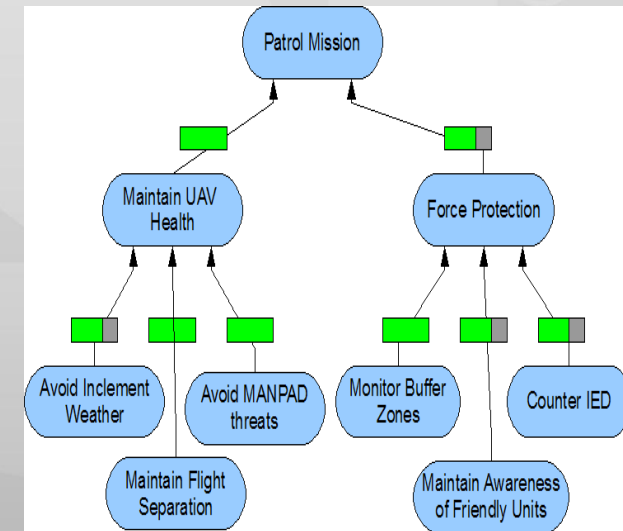 Patrol Mission
Maintain UAV
Health
Force Protection
Avoid Inclement
Weather
Avoid MANPAD
threats
Monitor Buffer
Zones
Counter IED
Maintain Flight
Separation
Maintain Awareness
of Friendly Units